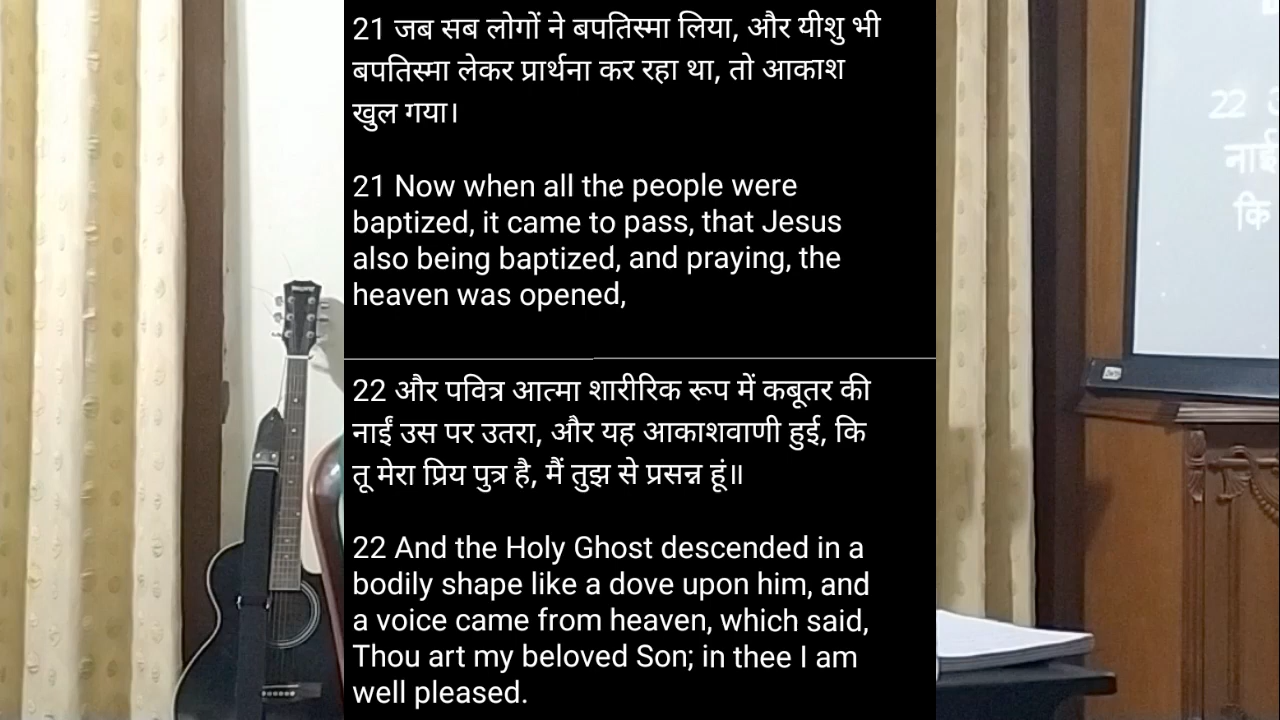 21 जब सब लोगों ने बपतिस्मा लिया, और यीशु भी
बपतिस्मा लेकर प्रार्थना कर रहा था, तो आकाश
खुल गया।
21 Now when all the people were
baptized, it came to pass, that Jesus
also being baptized, and praying, the
heaven was opened,
22 और पवित्र आत्मा शारीरिक रूप में कबूतर की
नाईं उस पर उतरा, और यह आकाशवाणी हुई, कि
तू मेरा प्रिय पुत्र है, मैं तुझ से प्रसन्न हूं॥
22 And the Holy Ghost descended in a
bodily shape like a dove upon him, and
a voice came from heaven, which said,
Thou art my beloved Son; in thee I am
well pleased.
22
नाईं
कि